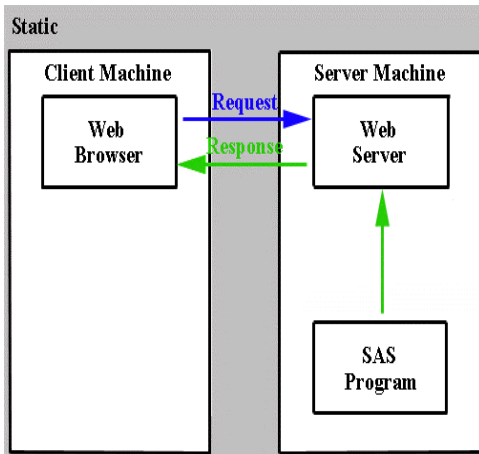 Static
Client Machine
Server Machine
Web
Browser
Request
Response
Web
Server
SAS
Program